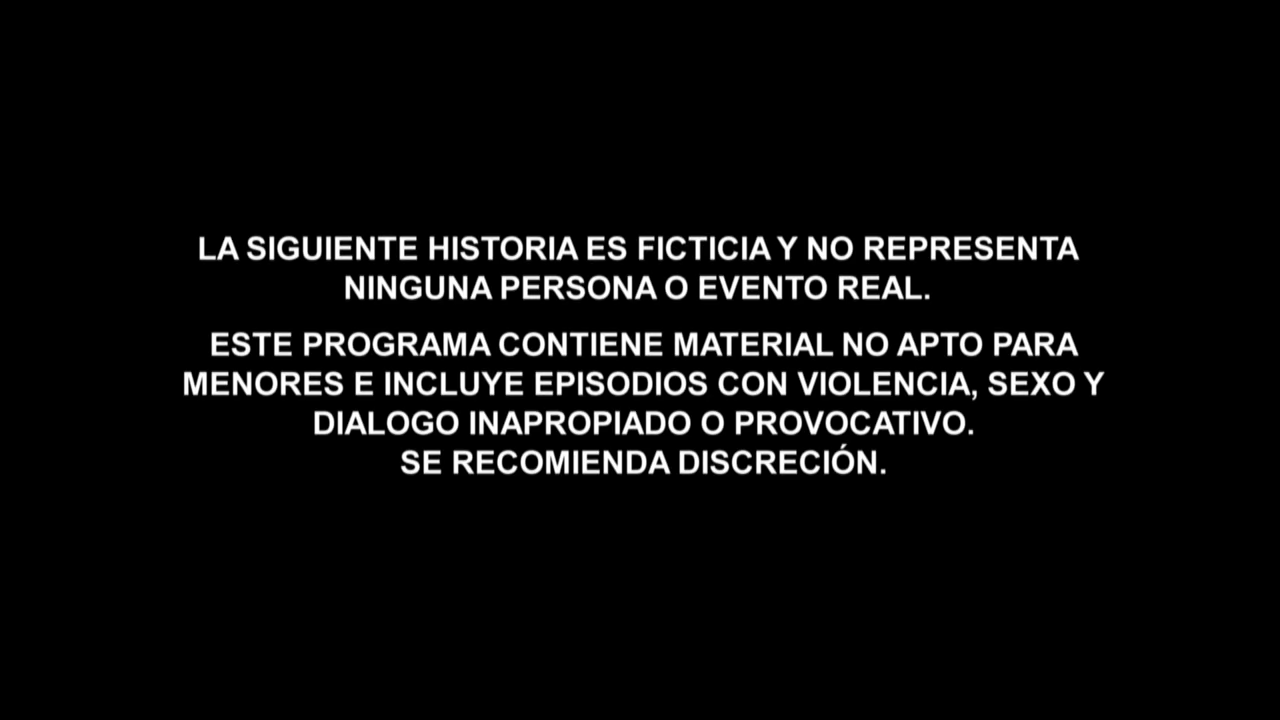 LA SIGUIENTE HISTORIA ES FICTICIA Y NO REPRESENTA
NINGUNA PERSONA O EVENTO REAL.
ESTE PROGRAMA CONTIENE MATERIAL NO APTO PARA
MENORES E INCLUYE EPISODIOS CON VIOLENCIA, SEXO Y
DIALOGO INAPROPIADO O PROVOCATIVO.
SE RECOMIENDA DISCRECIÓN.